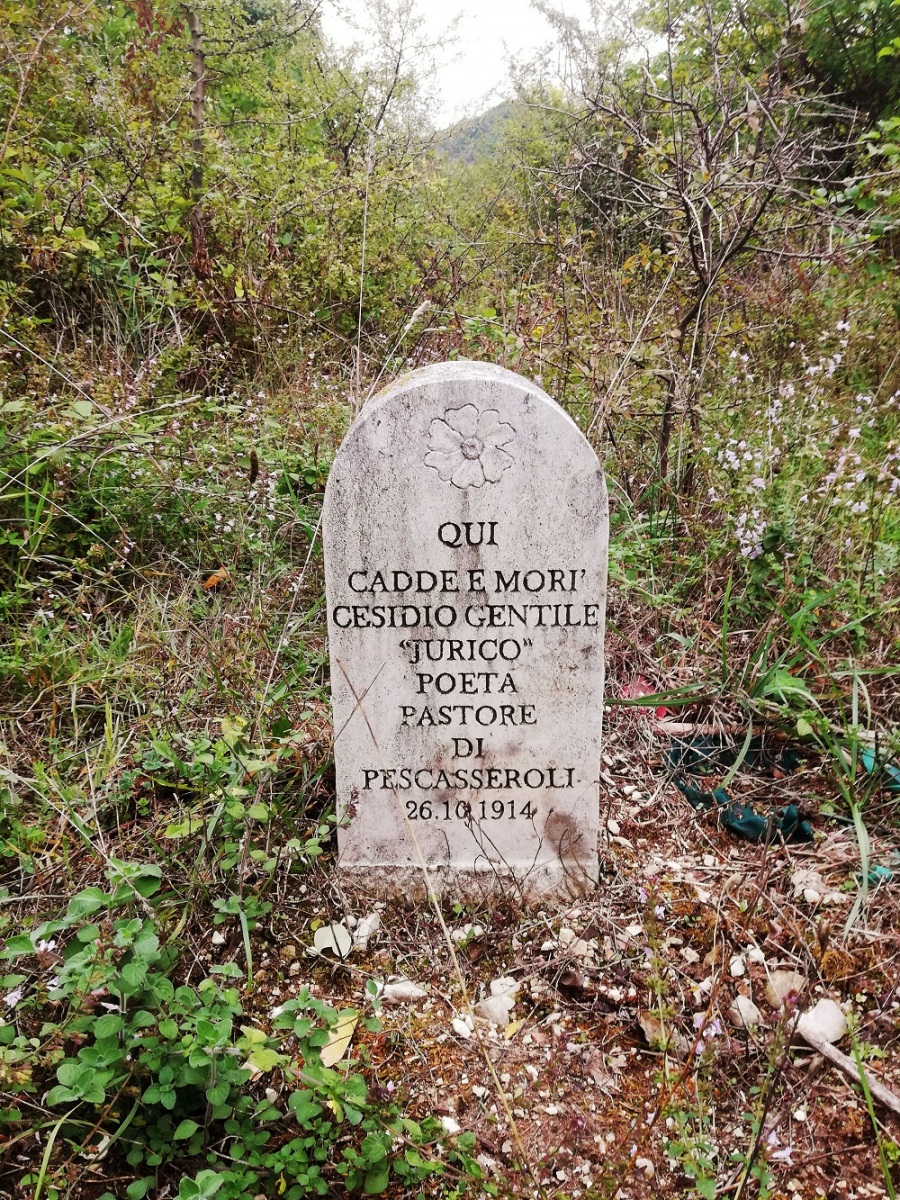 QUI
CADDE E MORI'
CESIDIO GENTILE
"JURICO"
POETA
PASTORE
DI
PESCASSEROLI
26.10.1914